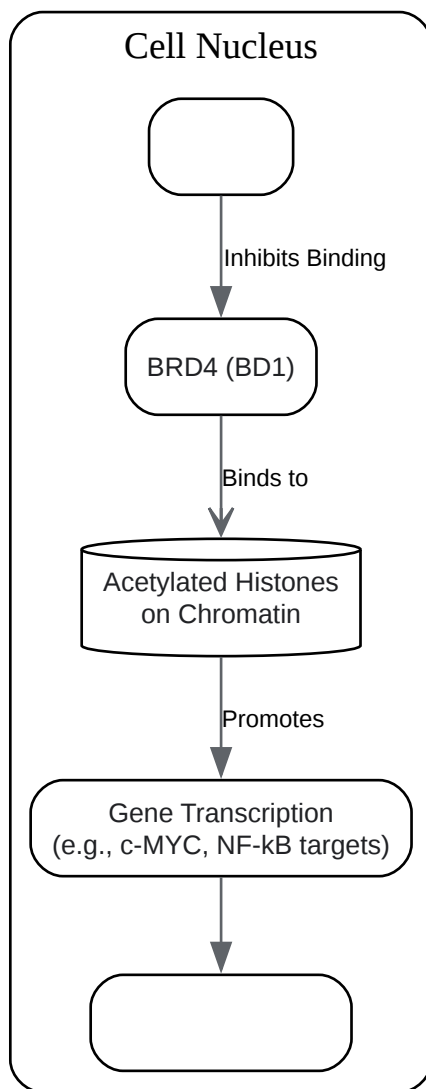 Cell Nucleus
Inhibits Binding
BRD4 (BD1)
Binds to
Acetylated Histones
on Chromatin
Promotes
Gene Transcription
(e.g., c-MYC, NF-kB targets)